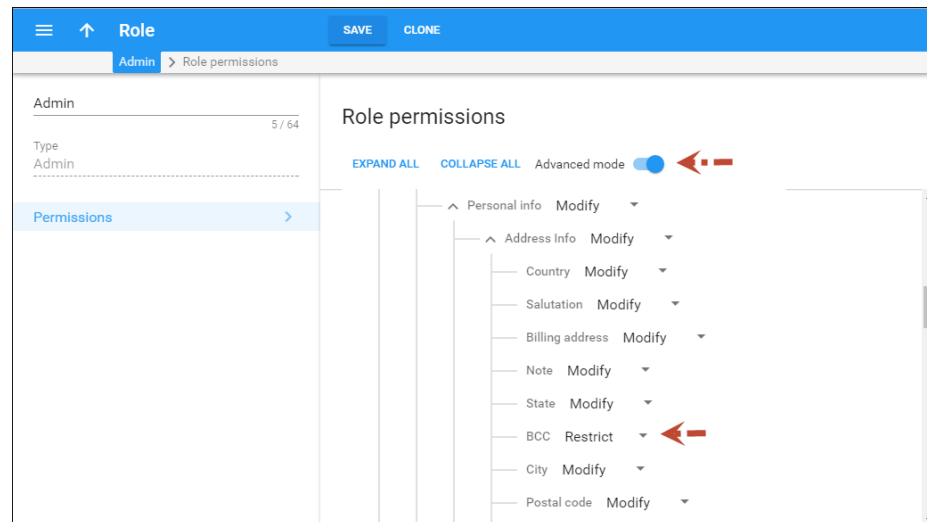 Role
SAVE CLONE
Admin Role permissions
Admin
5 / 64
Type
Admin
Permissions
Role permissions
EXPAND ALL COLLAPSE ALL Advanced mode
Personal info Modify
Address Info Modify
Country Modify
Salutation Modify
Billing address Modify
Note Modify
State Modify
BCC Restrict
City Modify
Postal code Modify